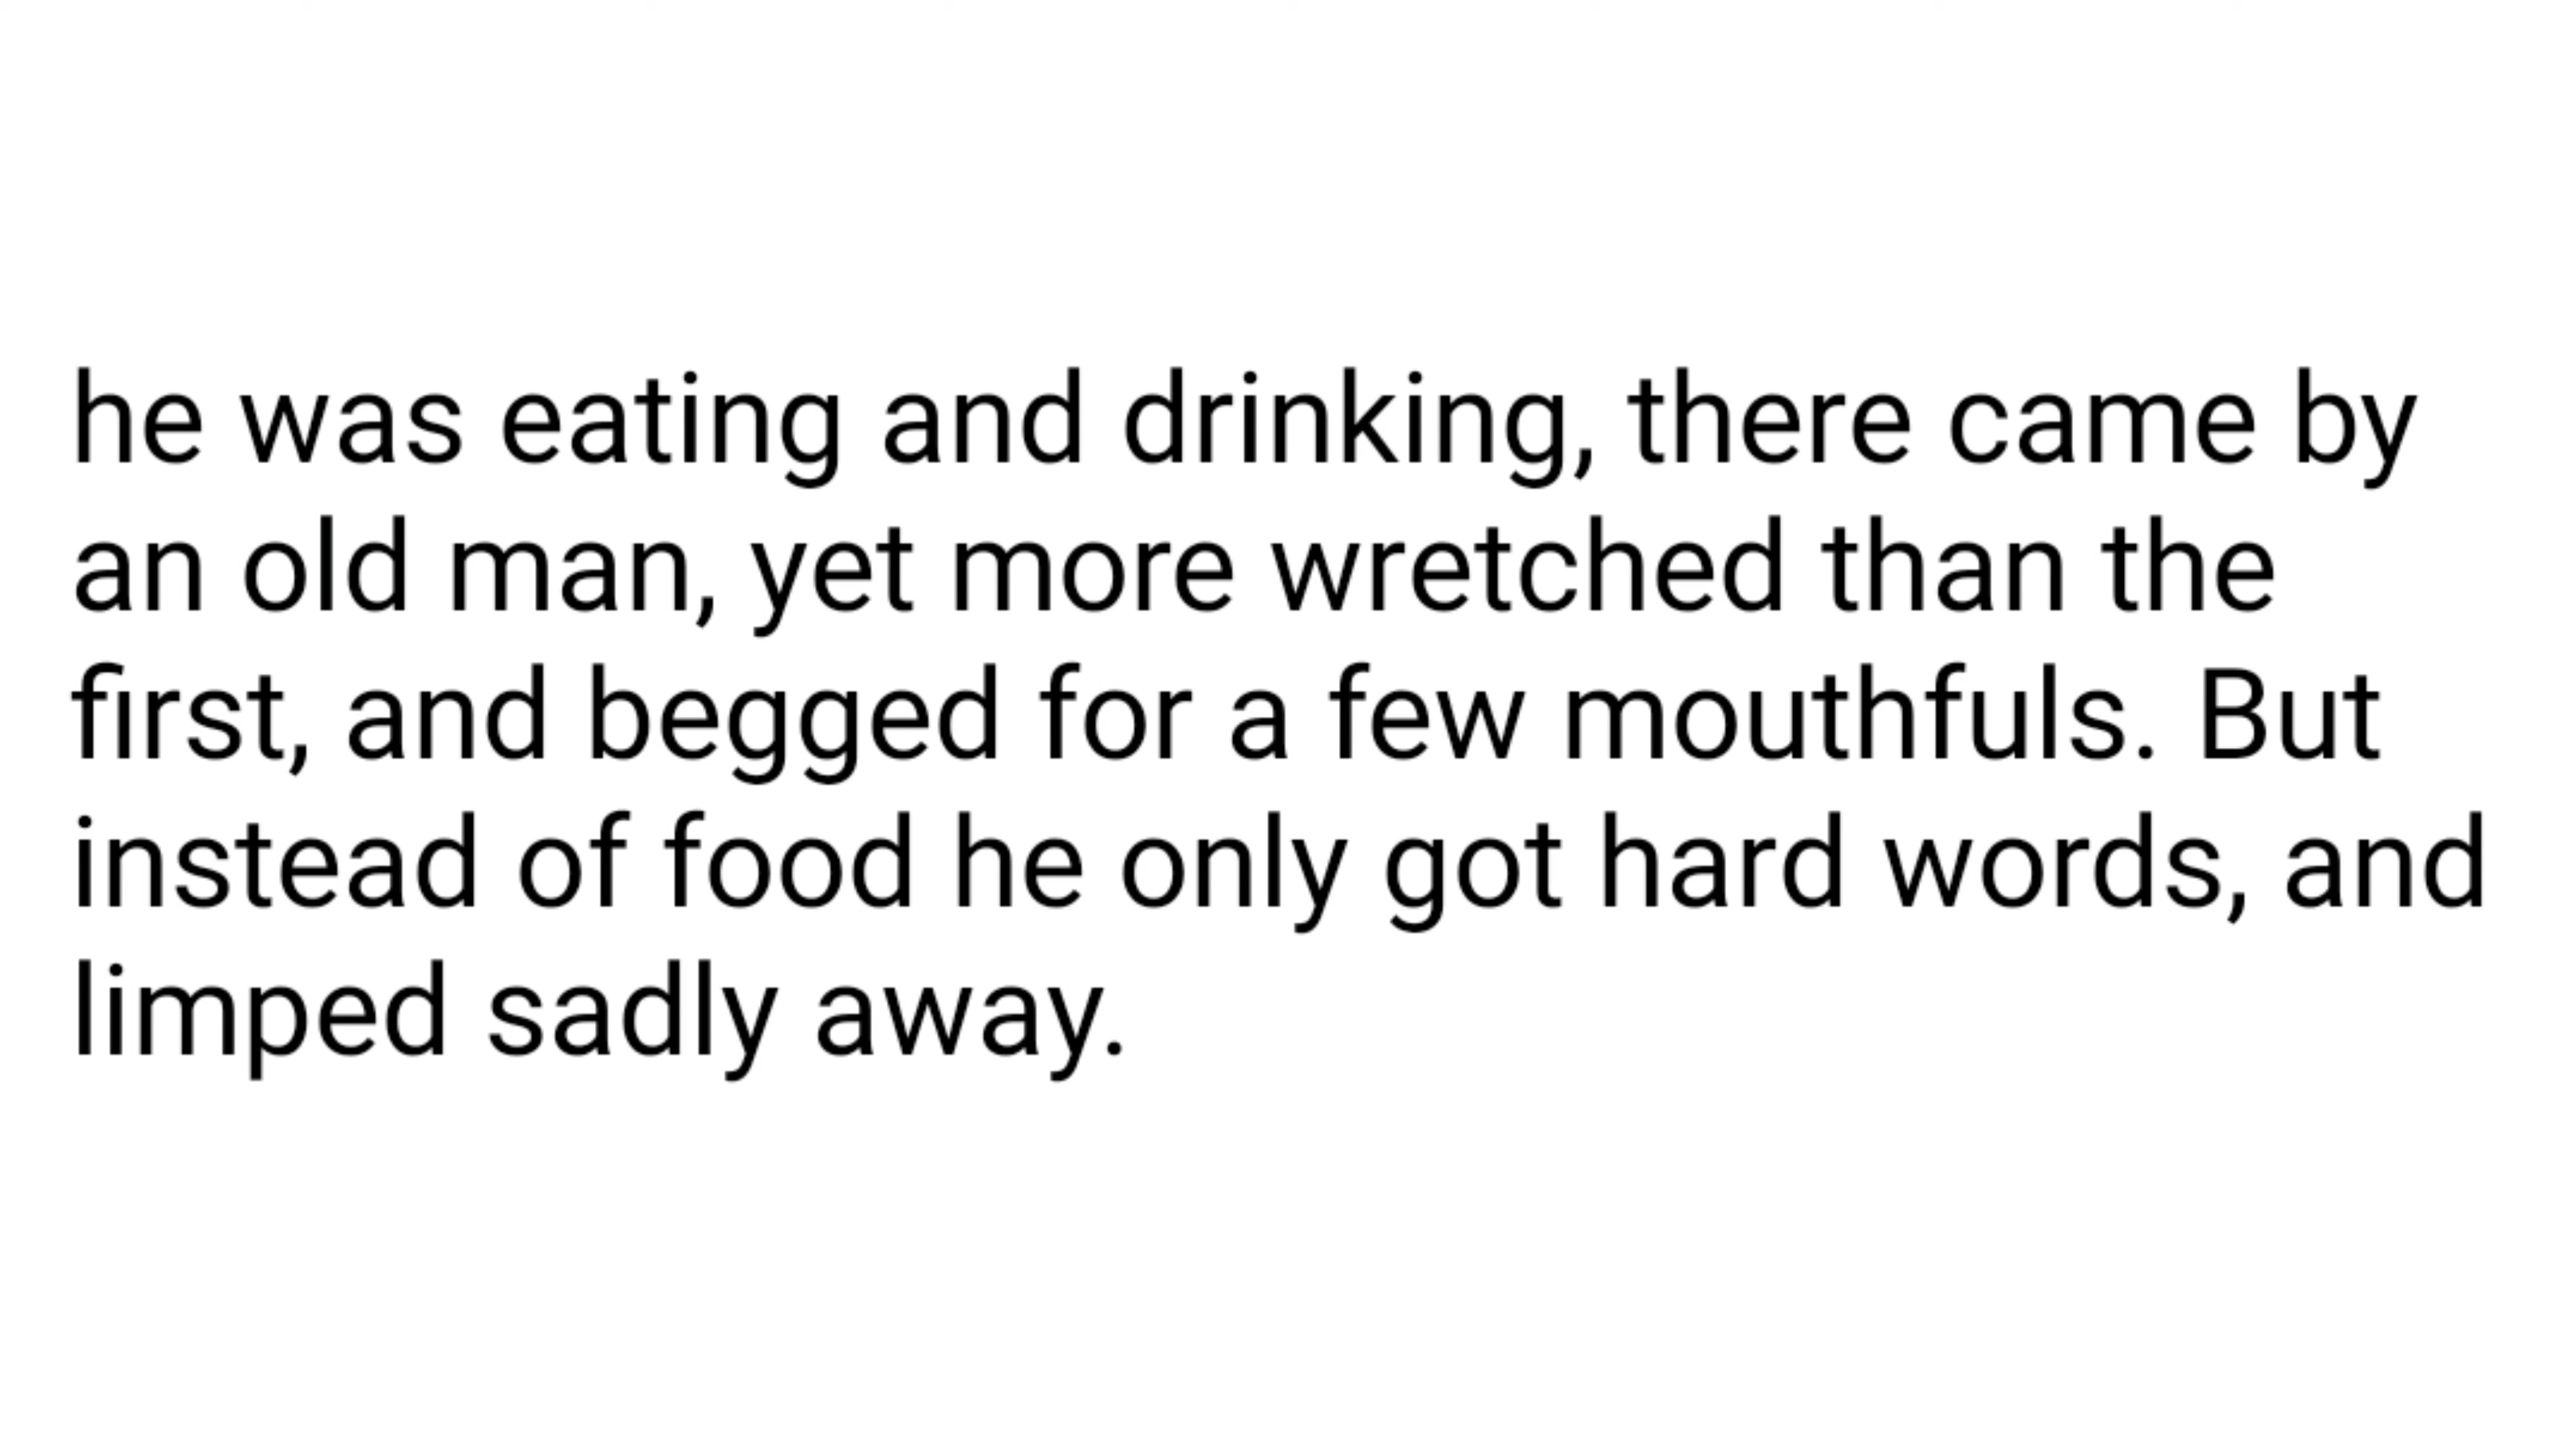 he was eating and drinking, there came by
an old man, yet more wretched than the
first, and begged for a few mouthfuls. But
instead of food he only got hard words, and
limped sadly away.